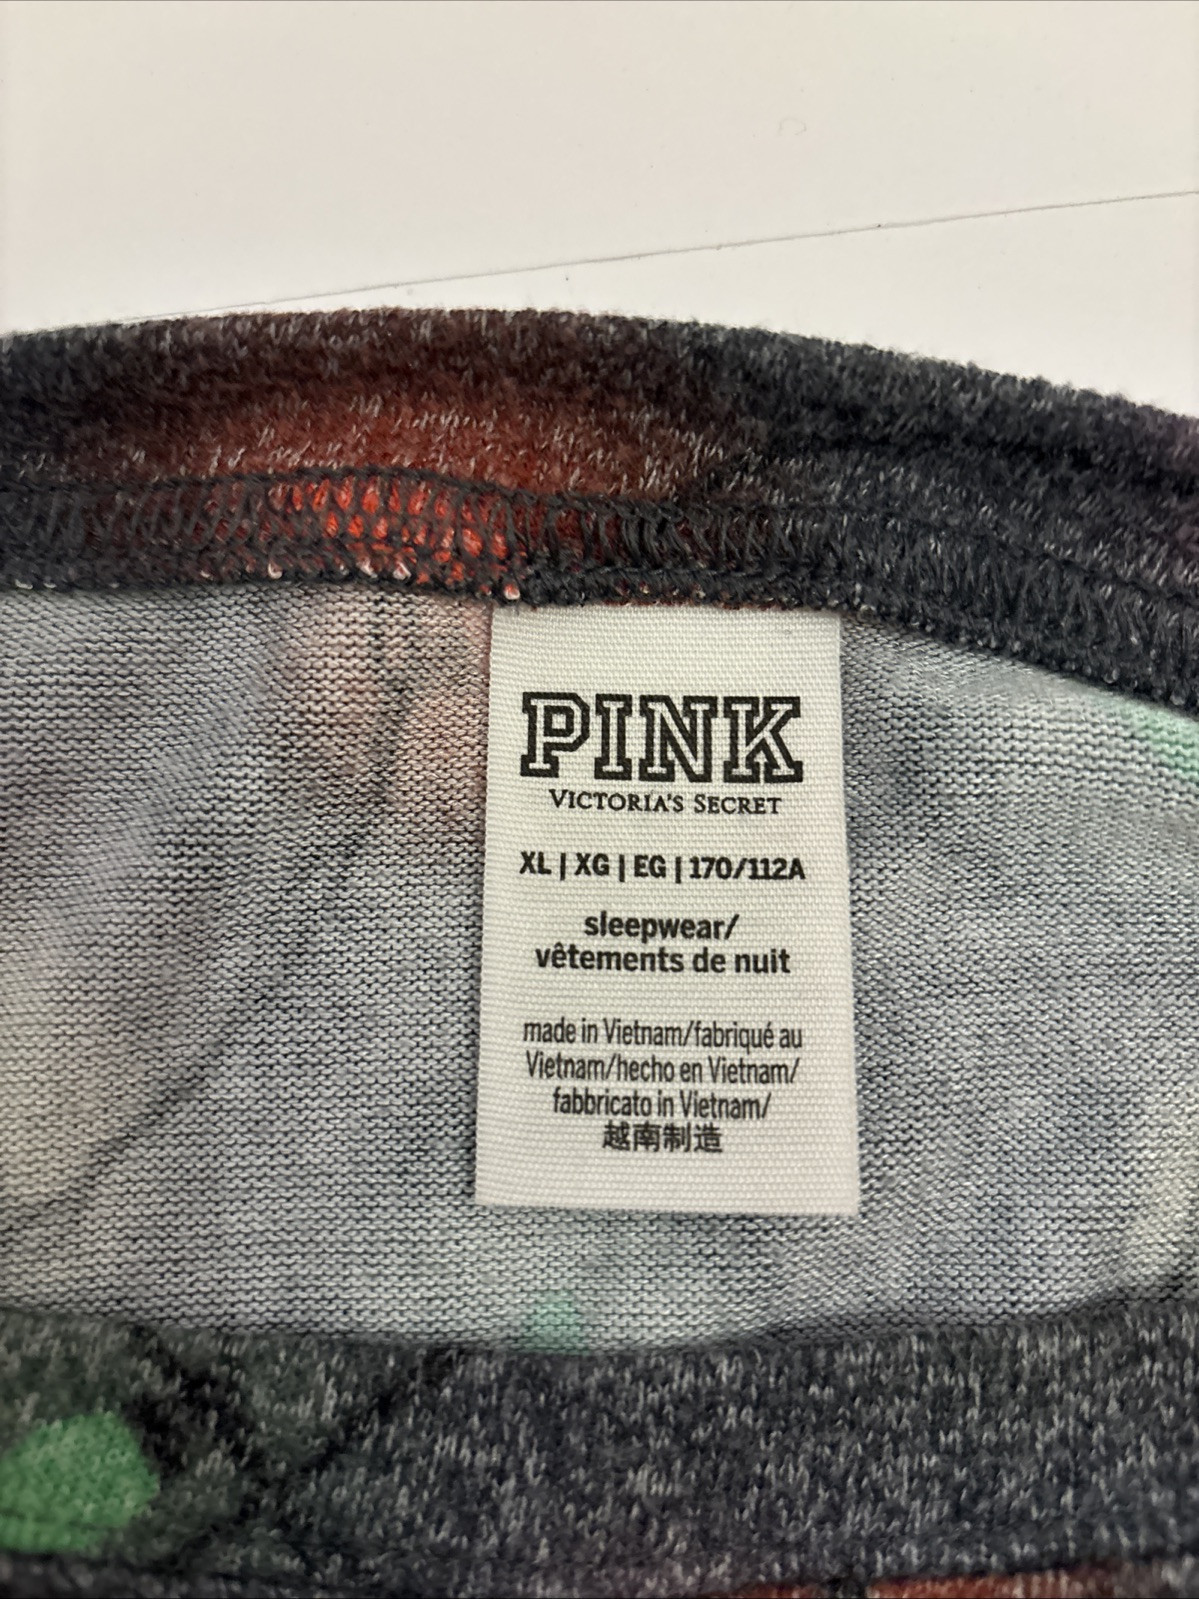 PINK
VICTORIA'S SECRET
XL | XG | EG | 170/112A
sleepwear/
vêtements de nuit
made in Vietnam/fabriqué au
Vietnam/hecho en Vietnam/
fabbricato in Vietnam/
越南制造